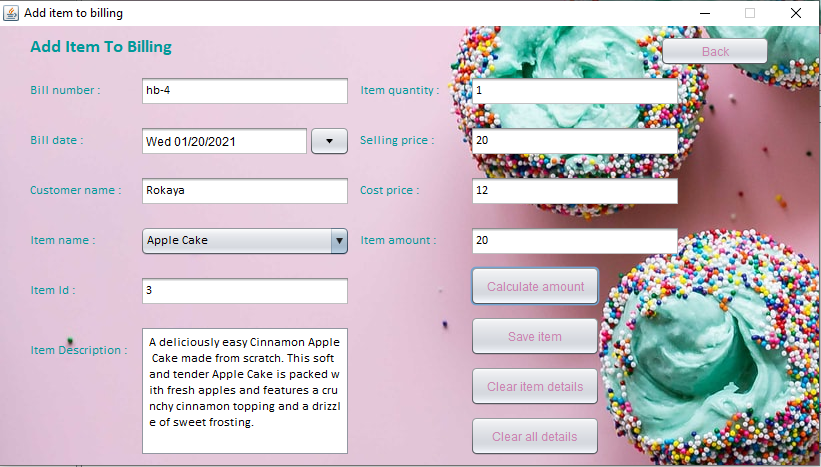 Add item to billing
Add Item To Billing
Back
Bill number :
hb-4
Item quantity :
1
Bill date :
Wed 01/20/2021
Selling price :
20
Customer name :
Rokaya
Cost price :
12
Item name :
Apple Cake
Item amount :
20
Item Id :
3
Calculate amount
Save item
Item Description :
A deliciously easy Cinnamon Apple
Cake made from scratch. This soft
and tender Apple Cake is packed w
ith fresh apples and features a cru
nchy cinnamon topping and a drizzl
e of sweet frosting.
Clear item details
Clear all details